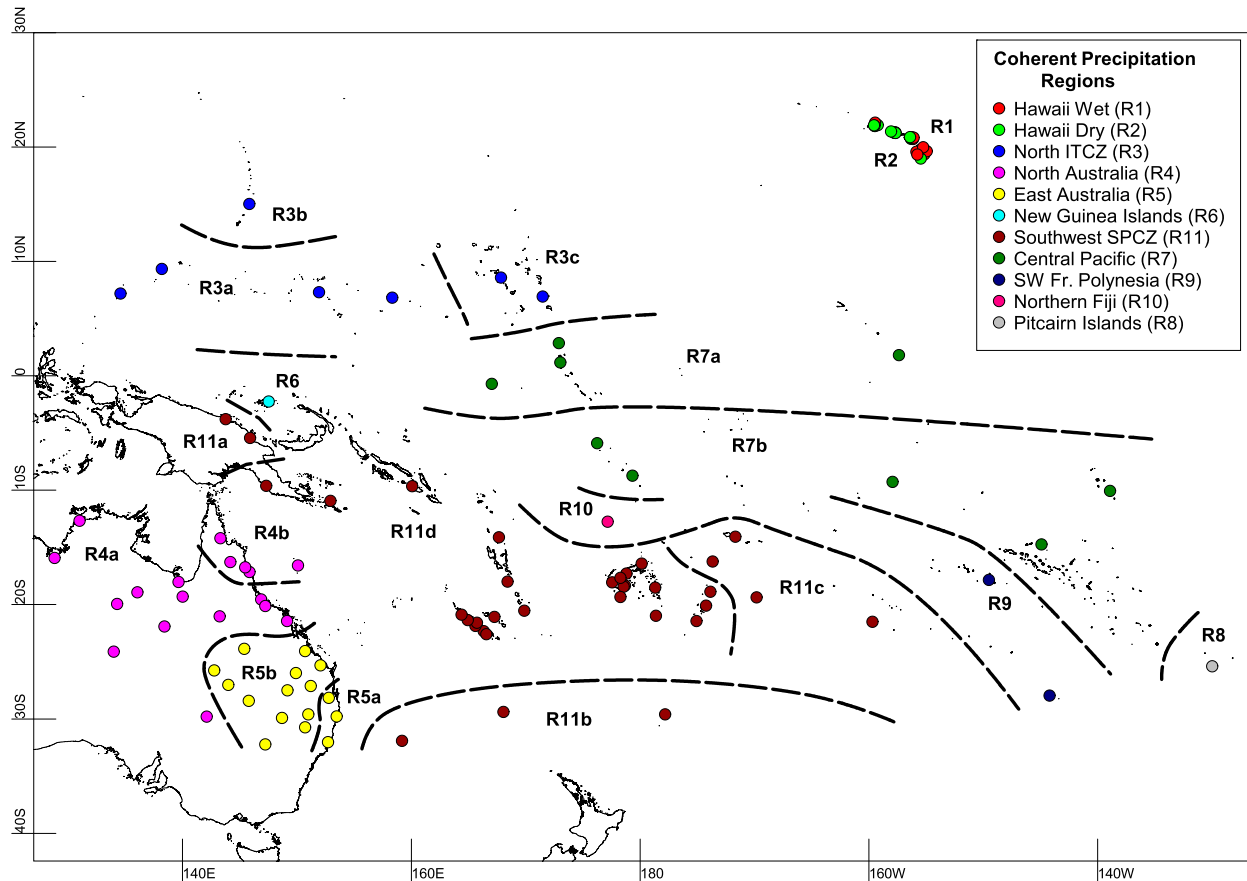 30N
20N
10N
0
10S
20S
30S
40S
140E
160E
180
160W
140W
Coherent Precipitation
Regions
Hawaii Wet (R1)
Hawaii Dry (R2)
North ITCZ (R3)
North Australia (R4)
East Australia (R5)
New Guinea Islands (R6)
Southwest SPCZ (R11)
Central Pacific (R7)
SW Fr. Polynesia (R9)
Northern Fiji (R10)
Pitcairn Islands (R8)
R1
R2
R3b
R3c
R3a
R7a
R6
R11a
R7b
R10
R4b
R11d
R4a
R11c
R9
R8
R5b
R5a
R11b